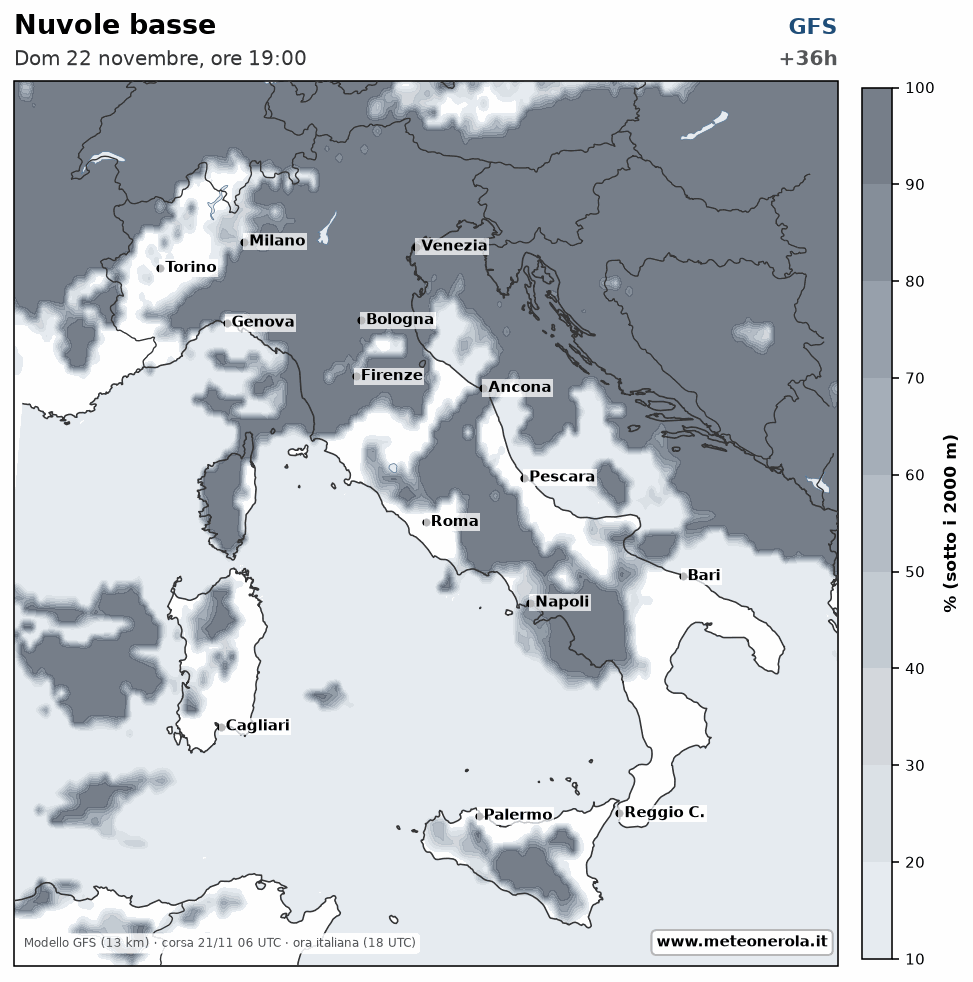 Nuvole basse
GFS
Dom 22 novembre, ore 19:00
+36h
Milano
Venezia
Torino
Genova
Bologna
Firenze
Ancona
Pescara
Roma
Bari
Napoli
Cagliari
Palermo
Reggio C.
Modello GFS (13 km) · corsa 21/11 06 UTC · ora italiana (18 UTC)
www.meteonerola.it
100
90
80
70
60
50
40
30
20
10
% (sotto i 2000 m)